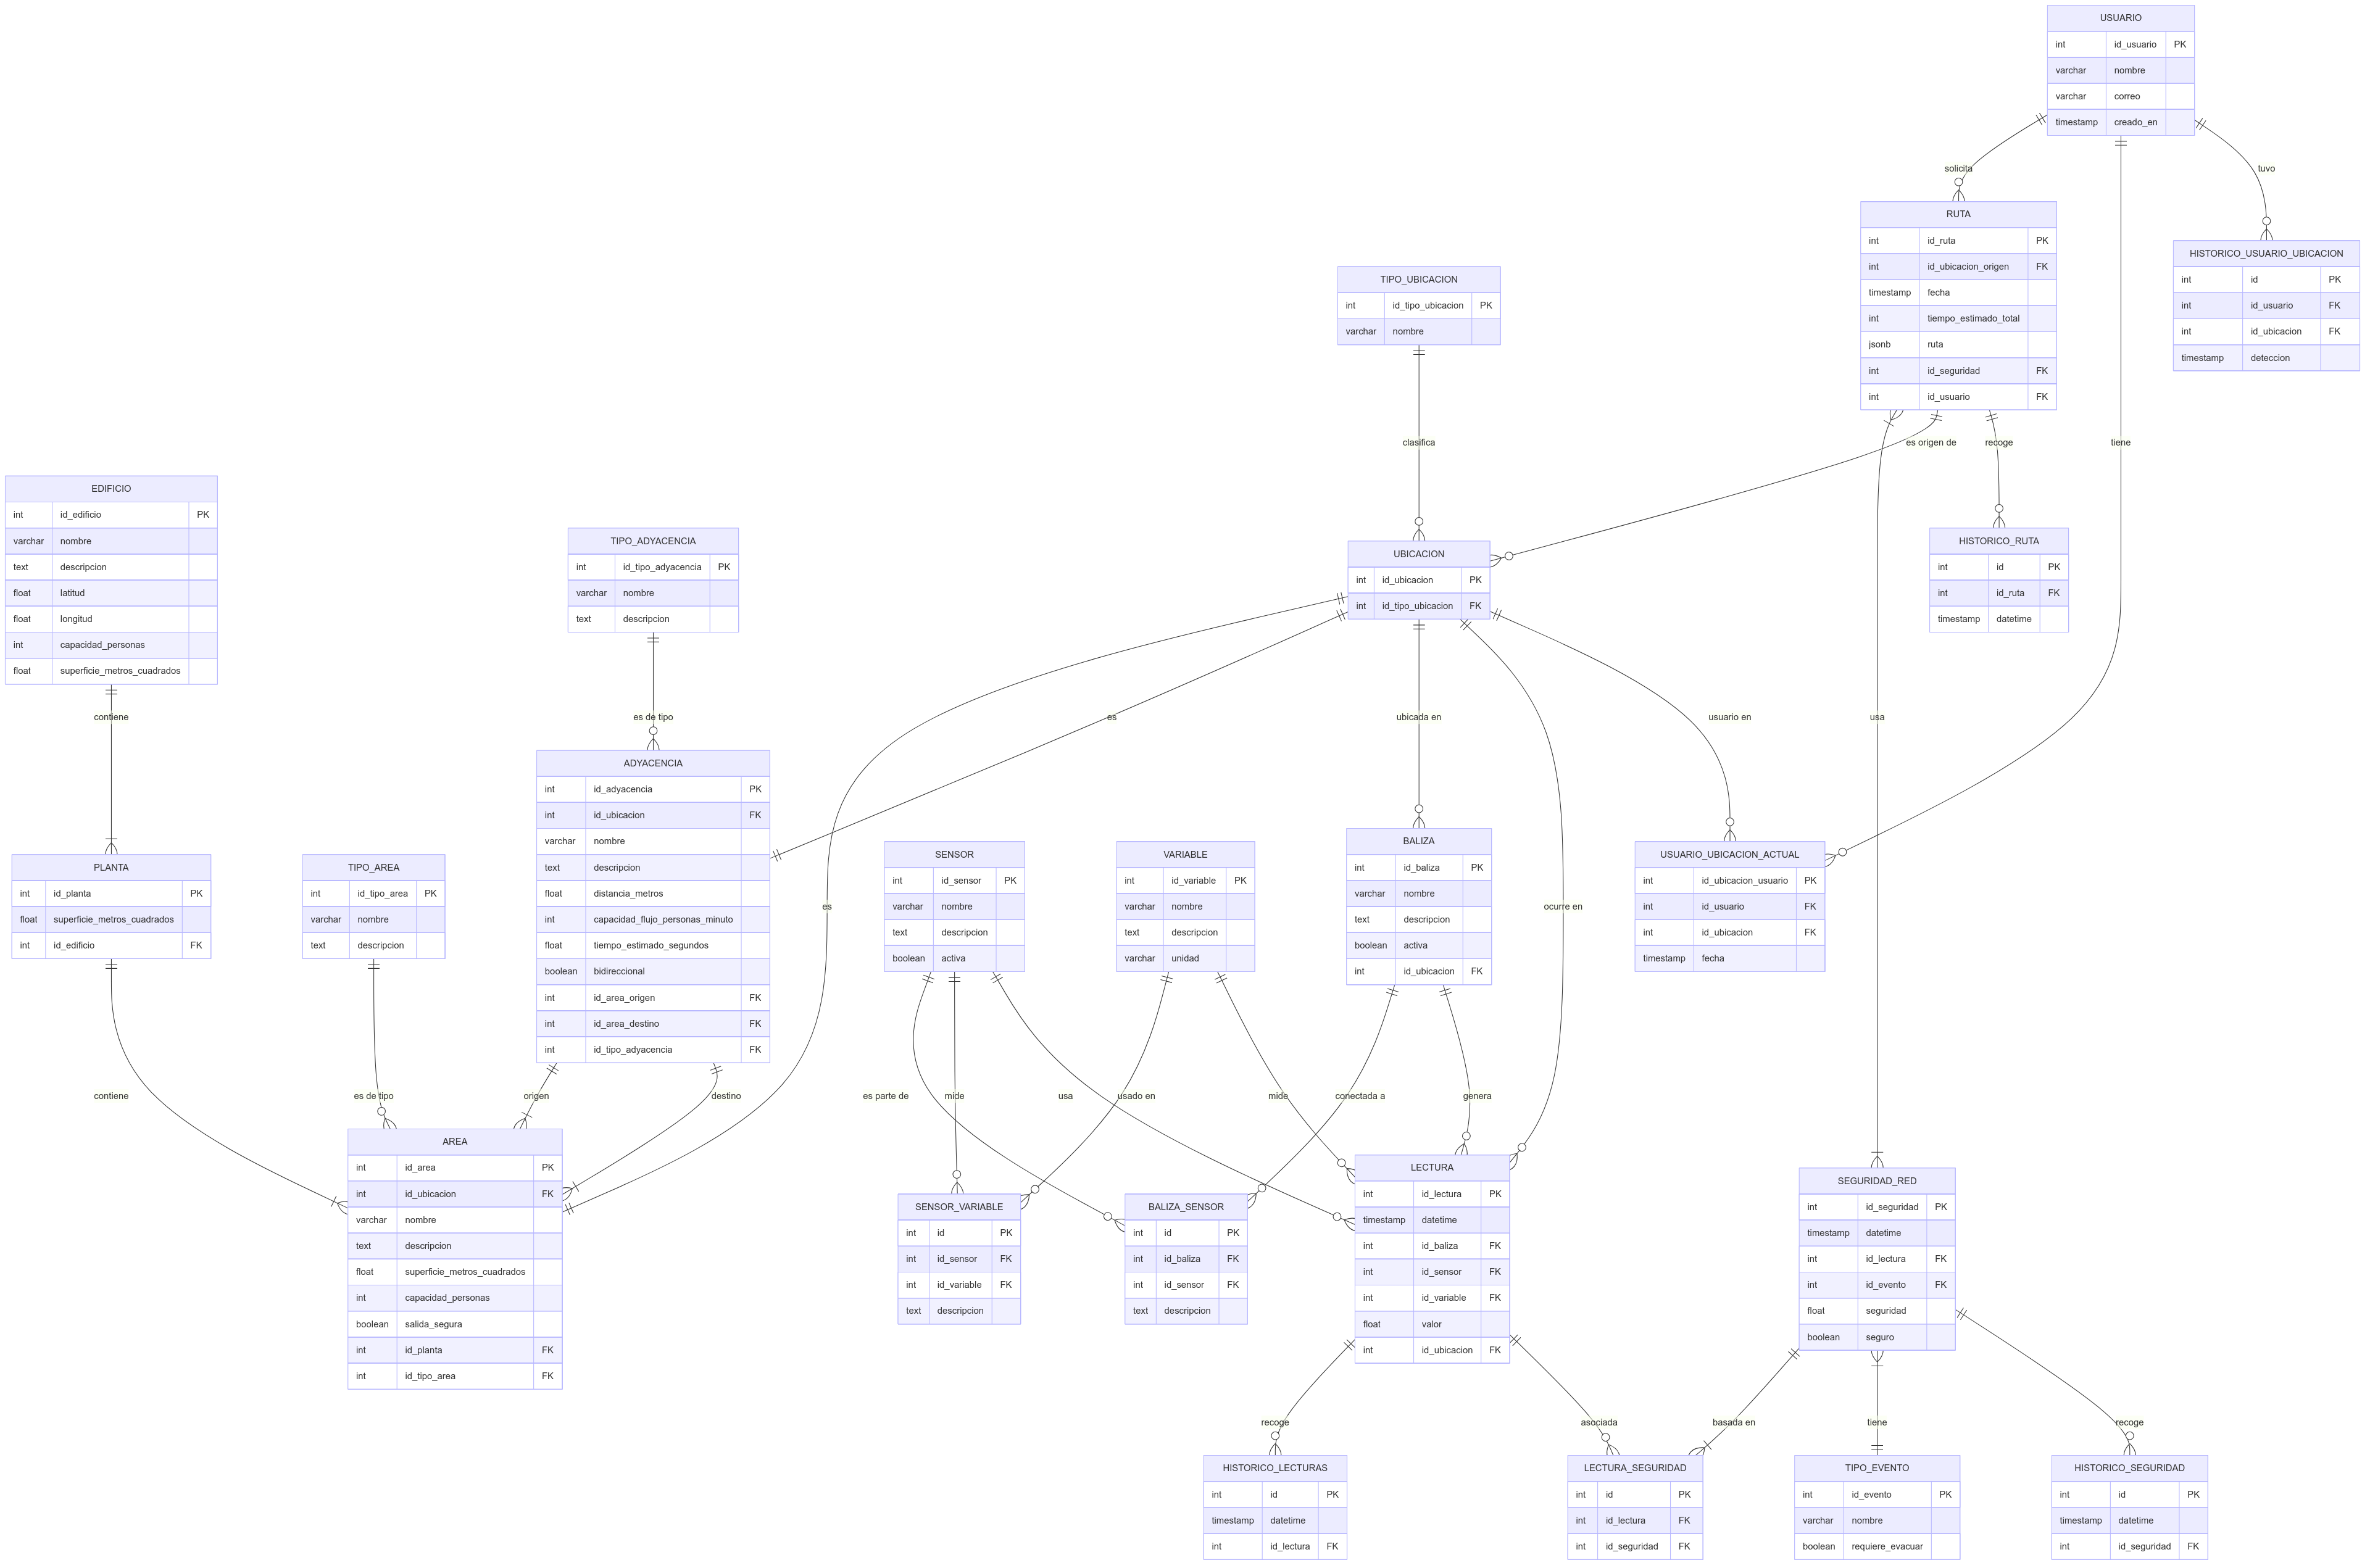 USUARIO
int id_usuario PK
varchar nombre
varchar correo
timestamp creado_en
solicita
tuvo
RUTA
int id_ruta PK
int id_ubicacion_origen FK
timestamp fecha
int tiempo_estimado_total
jsonb ruta
int id_seguridad FK
int id_usuario FK
HISTORICO_USUARIO_UBICACION
int id PK
int id_usuario FK
int id_ubicacion FK
timestamp deteccion
TIPO_UBICACION
int id_tipo_ubicacion PK
varchar nombre
clasifica
es origen de
recoge
tiene
EDIFICIO
int id_edificio PK
varchar nombre
text descripcion
float latitud
float longitud
int capacidad_personas
float superficie_metros_cuadrados
TIPO_ADYACENCIA
int id_tipo_adyacencia PK
varchar nombre
text descripcion
UBICACION
int id_ubicacion PK
int id_tipo_ubicacion FK
HISTORICO_RUTA
int id PK
int id_ruta FK
timestamp datetime
contiene
es de tipo
es
ubicada en
usuario en
usa
ADYACENCIA
int id_adyacencia PK
int id_ubicacion FK
varchar nombre
text descripcion
float distancia_metros
int capacidad_flujo_personas_minuto
float tiempo_estimado_segundos
boolean bidireccional
int id_area_origen FK
int id_area_destino FK
int id_tipo_adyacencia FK
PLANTA
int id_planta PK
float superficie_metros_cuadrados
int id_edificio FK
TIPO_AREA
int id_tipo_area PK
varchar nombre
text descripcion
es
SENSOR
int id_sensor PK
varchar nombre
text descripcion
boolean activa
VARIABLE
int id_variable PK
varchar nombre
text descripcion
varchar unidad
BALIZA
int id_baliza PK
varchar nombre
text descripcion
boolean activa
int id_ubicacion FK
ocurre en
USUARIO_UBICACION_ACTUAL
int id_ubicacion_usuario PK
int id_usuario FK
int id_ubicacion FK
timestamp fecha
contiene
es de tipo
origen
destino
es parte de
mide
usa
usado en
mide
conectada a
genera
AREA
int id_area PK
int id_ubicacion FK
varchar nombre
text descripcion
float superficie_metros_cuadrados
int capacidad_personas
boolean salida_segura
int id_planta FK
int id_tipo_area FK
SENSOR_VARIABLE
int id PK
int id_sensor FK
int id_variable FK
text descripcion
BALIZA_SENSOR
int id PK
int id_baliza FK
int id_sensor FK
text descripcion
LECTURA
int id_lectura PK
timestamp datetime
int id_baliza FK
int id_sensor FK
int id_variable FK
float valor
int id_ubicacion FK
SEGURIDAD_RED
int id_seguridad PK
timestamp datetime
int id_lectura FK
int id_evento FK
float seguridad
boolean seguro
recoge
asociada
basada en
tiene
recoge
HISTORICO_LECTURAS
int id PK
timestamp datetime
int id_lectura FK
LECTURA_SEGURIDAD
int id PK
int id_lectura FK
int id_seguridad FK
TIPO_EVENTO
int id_evento PK
varchar nombre
boolean requiere_evacuar
HISTORICO_SEGURIDAD
int id PK
timestamp datetime
int id_seguridad FK